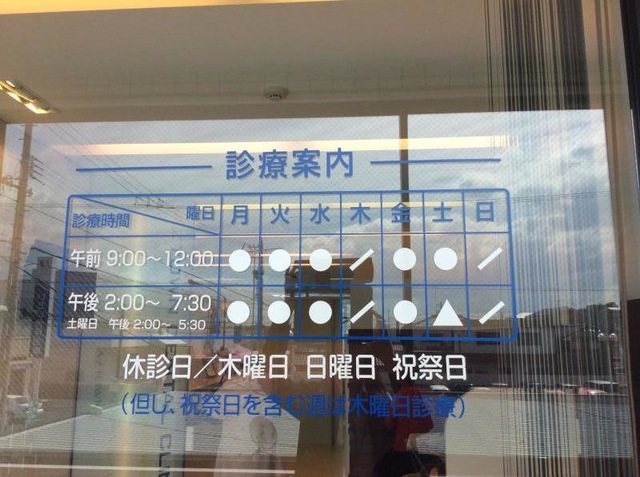 診療案内
診療時間 曜日 月 火 水 木 金 土 日
午前 9:00～12:00 ● ● ● ／ ● ● ／
午後 2:00～ 7:30 ● ● ● ／ ● ▲ ／
土曜日 午後 2:00～ 5:30
休診日／木曜日 日曜日 祝祭日
（但し、祝祭日を含む週は木曜日診療）